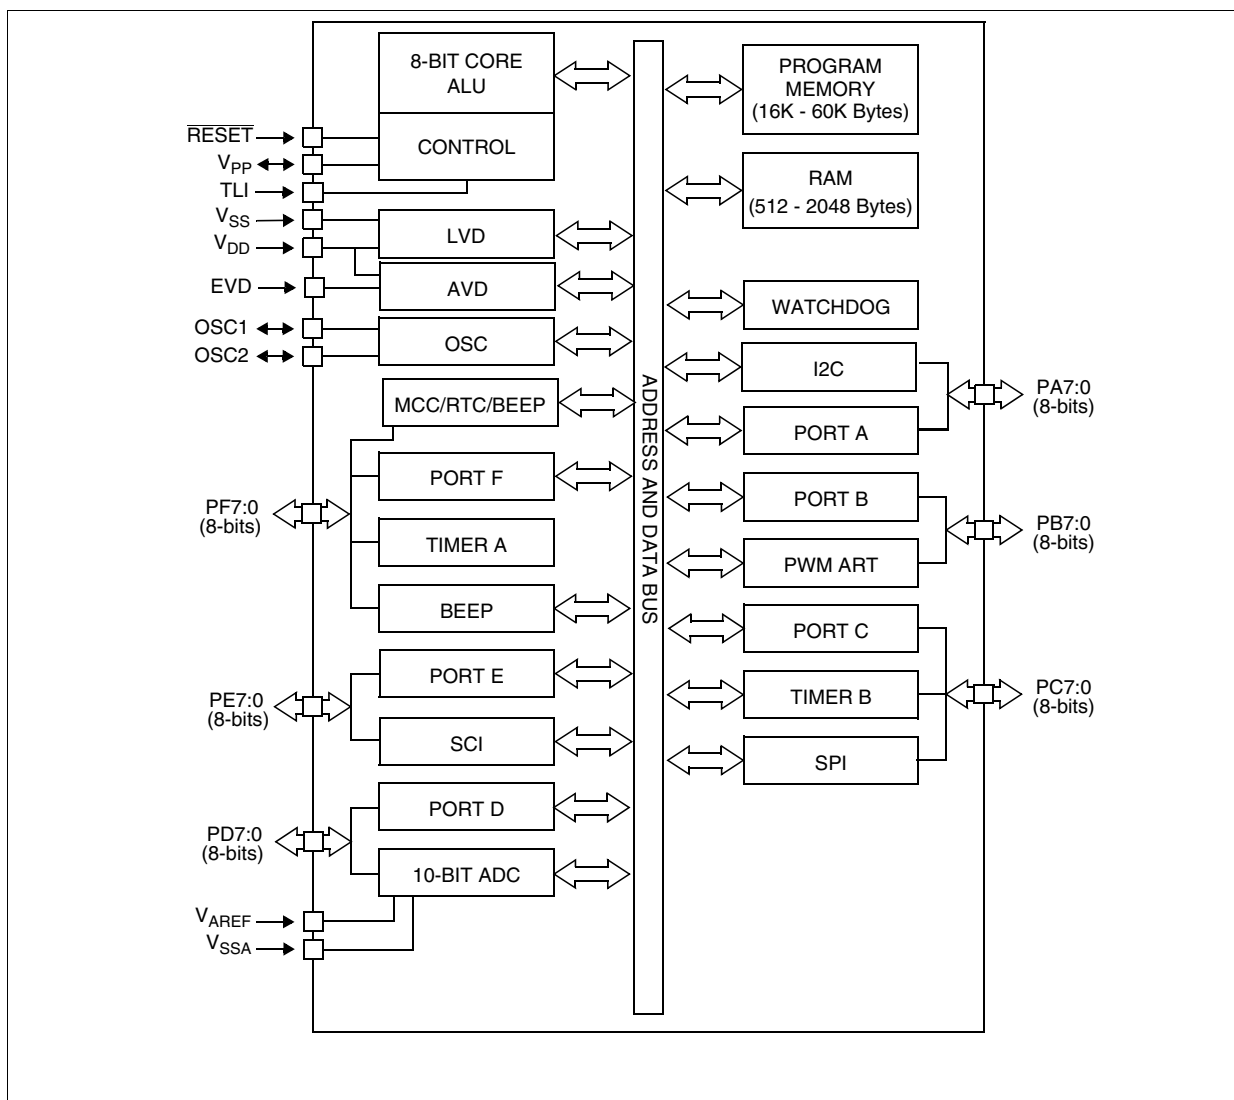 8-BIT CORE
ALU
CONTROL
RESET
VPP
TLI
VSS
VDD
EVD
OSC1
OSC2
LVD
AVD
OSC
MCC/RTC/BEEP
PORT F
TIMER A
BEEP
PF7:0
(8-bits)
PORT E
SCI
PE7:0
(8-bits)
PORT D
10-BIT ADC
PD7:0
(8-bits)
VAREF
VSSA
ADDRESS AND DATA BUS
PROGRAM
MEMORY
(16K - 60K Bytes)
RAM
(512 - 2048 Bytes)
WATCHDOG
I2C
PORT A
PA7:0
(8-bits)
PORT B
PWM ART
PB7:0
(8-bits)
PORT C
TIMER B
SPI
PC7:0
(8-bits)